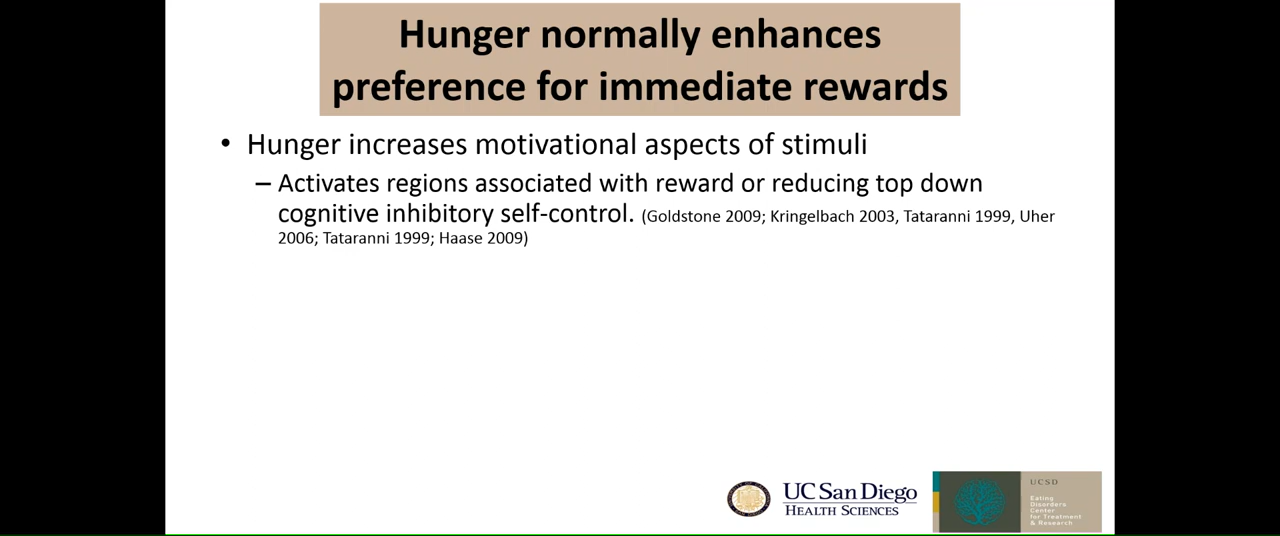 Hunger normally enhances
preference for immediate rewards
• Hunger increases motivational aspects of stimuli
– Activates regions associated with reward or reducing top down
cognitive inhibitory self-control. (Goldstone 2009; Kringelbach 2003, Tataranni 1999, Uher
2006; Tataranni 1999; Haase 2009)
UC San Diego
HEALTH SCIENCES
UCSD
Eating
Disorders
Center
for Treatment
& Research